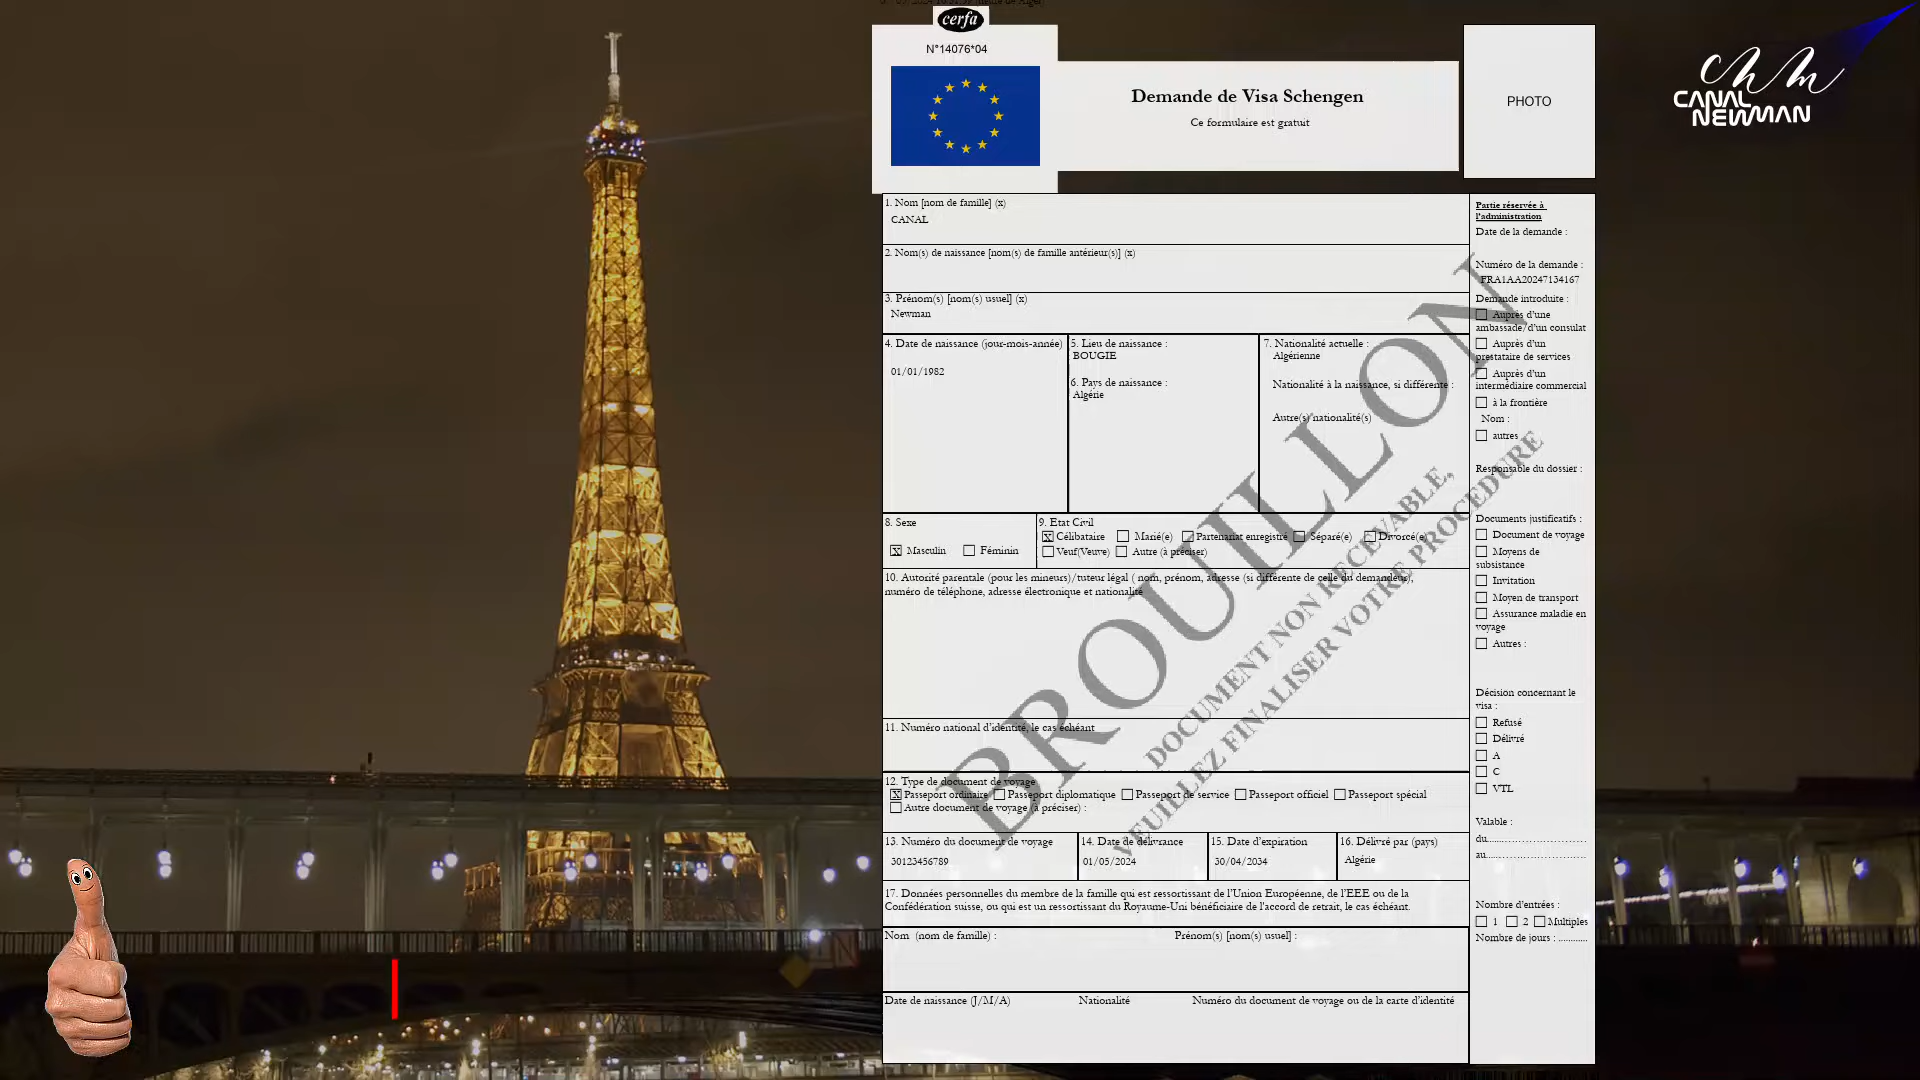 cerfa
N°14076*04
Demande de Visa Schengen
Ce formulaire est gratuit
PHOTO
CANAL
NEWMAN
1. Nom [nom de famille] (x)
CANAL
2. Nom(s) de naissance [nom(s) de famille antérieur(s)] (x)
3. Prénom(s) [nom(s) usuel] (x)
Newman
4. Date de naissance (jour-mois-année)
01/01/1982
5. Lieu de naissance :
BOUGIE
6. Pays de naissance :
Algérie
7. Nationalité actuelle :
Algérienne
Nationalité à la naissance, si différente :
Autre(s) nationalité(s)
8. Sexe
X Masculin Féminin
9. Etat Civil
X Célibataire Marié(e) Partenariat enregistré Séparé(e) Divorcé(e)
Veuf(Veuve) Autre (à préciser)
10. Autorité parentale (pour les mineurs)/tuteur légal ( nom, prénom, adresse (si différente de celle du demandeur),
numéro de téléphone, adresse électronique et nationalité
11. Numéro national d'identité, le cas échéant
12. Type de document de voyage
X Passeport ordinaire Passeport diplomatique Passeport de service Passeport officiel Passeport spécial
Autre document de voyage (à préciser) :
13. Numéro du document de voyage
30123456789
14. Date de délivrance
01/05/2024
15. Date d'expiration
30/04/2034
16. Délivré par (pays)
Algérie
17. Données personnelles du membre de la famille qui est ressortissant de l'Union Européenne, de l'EEE ou de la
Confédération suisse, ou qui est un ressortissant du Royaume-Uni bénéficiaire de l'accord de retrait, le cas échéant.
Nom (nom de famille) :
Prénom(s) [nom(s) usuel] :
Date de naissance (J/M/A)
Nationalité
Numéro du document de voyage ou de la carte d'identité
BROUILLON
DOCUMENT NON RECEVABLE,
VEUILLEZ FINALISER VOTRE PROCEDURE
Partie réservée à
l'administration
Date de la demande :
Numéro de la demande :
FRA1AA20247134167
Demande introduite :
Auprès d'une
ambassade/d'un consulat
Auprès d'un
prestataire de services
Auprès d'un
intermédiaire commercial
à la frontière
Nom :
autres
Responsable du dossier :
Documents justificatifs :
Document de voyage
Moyens de
subsistance
Invitation
Moyen de transport
Assurance maladie en
voyage
Autres :
Décision concernant le
visa :
Refusé
Délivré
A
C
VTL
Valable :
du.............................
au.............................
Nombre d'entrées :
1 2 Multiples
Nombre de jours : ............